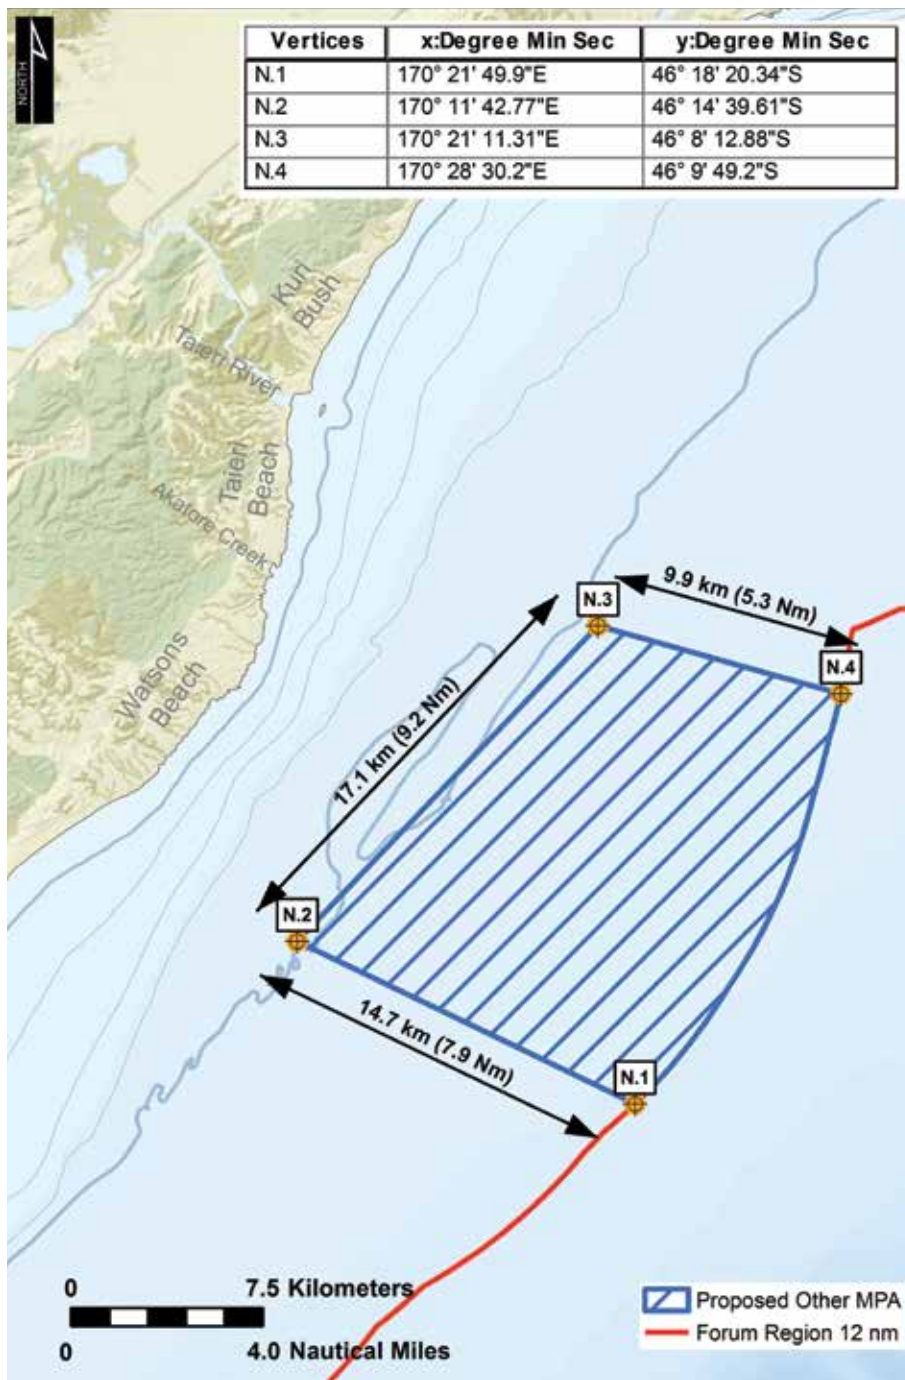 NORTH
Vertices x:Degree Min Sec y:Degree Min Sec
N.1 170° 21' 49.9"E 46° 18' 20.34"S
N.2 170° 11' 42.77"E 46° 14' 39.61"S
N.3 170° 21' 11.31"E 46° 8' 12.88"S
N.4 170° 28' 30.2"E 46° 9' 49.2"S
Kuri
Bush
Taieri River
Taieri
Beach
Akatore Creek
Watsons
Beach
N.3
9.9 km (5.3 Nm)
N.4
17.1 km (9.2 Nm)
N.2
14.7 km (7.9 Nm)
N.1
0 7.5 Kilometers
0 4.0 Nautical Miles
Proposed Other MPA
Forum Region 12 nm